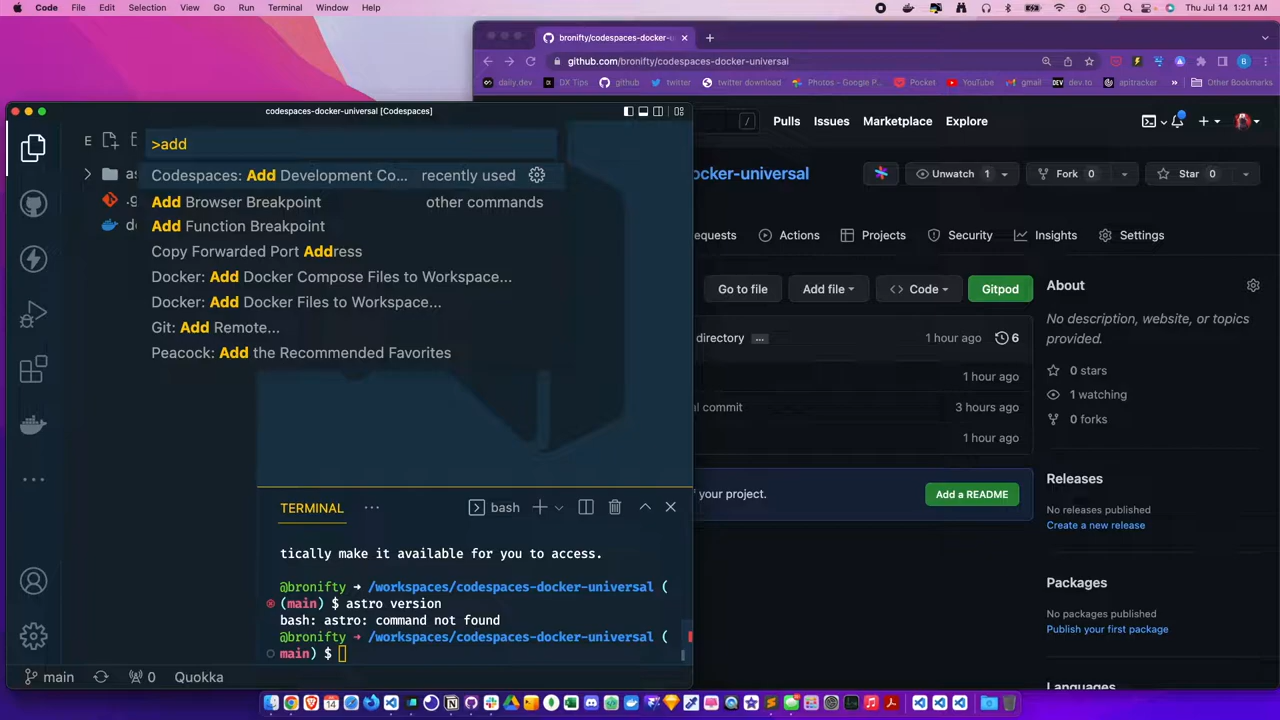 Code File Edit Selection View Go Run Terminal Window Help Thu Jul 14 1:21 AM
bronifty/codespaces-docker-u
github.com/bronifty/codespaces-docker-universal
daily.dev DX Tips github twitter twitter download Photos - Google P... Pocket YouTube gmail dev.to apitracker Other Bookmarks
codespaces-docker-universal [Codespaces]
/ Pulls Issues Marketplace Explore
E
>add
Codespaces: Add Development Co... recently used
Add Browser Breakpoint other commands
Add Function Breakpoint
Copy Forwarded Port Address
Docker: Add Docker Compose Files to Workspace...
Docker: Add Docker Files to Workspace...
Git: Add Remote...
Peacock: Add the Recommended Favorites
as
.g
do
ocker-universal Unwatch 1 Fork 0 Star 0
equests Actions Projects Security Insights Settings
Go to file Add file Code Gitpod
directory ... 1 hour ago 6
1 hour ago
al commit 3 hours ago
1 hour ago
your project. Add a README
About
No description, website, or topics
provided.
0 stars
1 watching
0 forks
Releases
No releases published
Create a new release
Packages
No packages published
Publish your first package
Languages
TERMINAL ... bash
tically make it available for you to access.
@bronifty ➜ /workspaces/codespaces-docker-universal (
(main) $ astro version
bash: astro: command not found
@bronifty ➜ /workspaces/codespaces-docker-universal (
main) $
main 0 Quokka